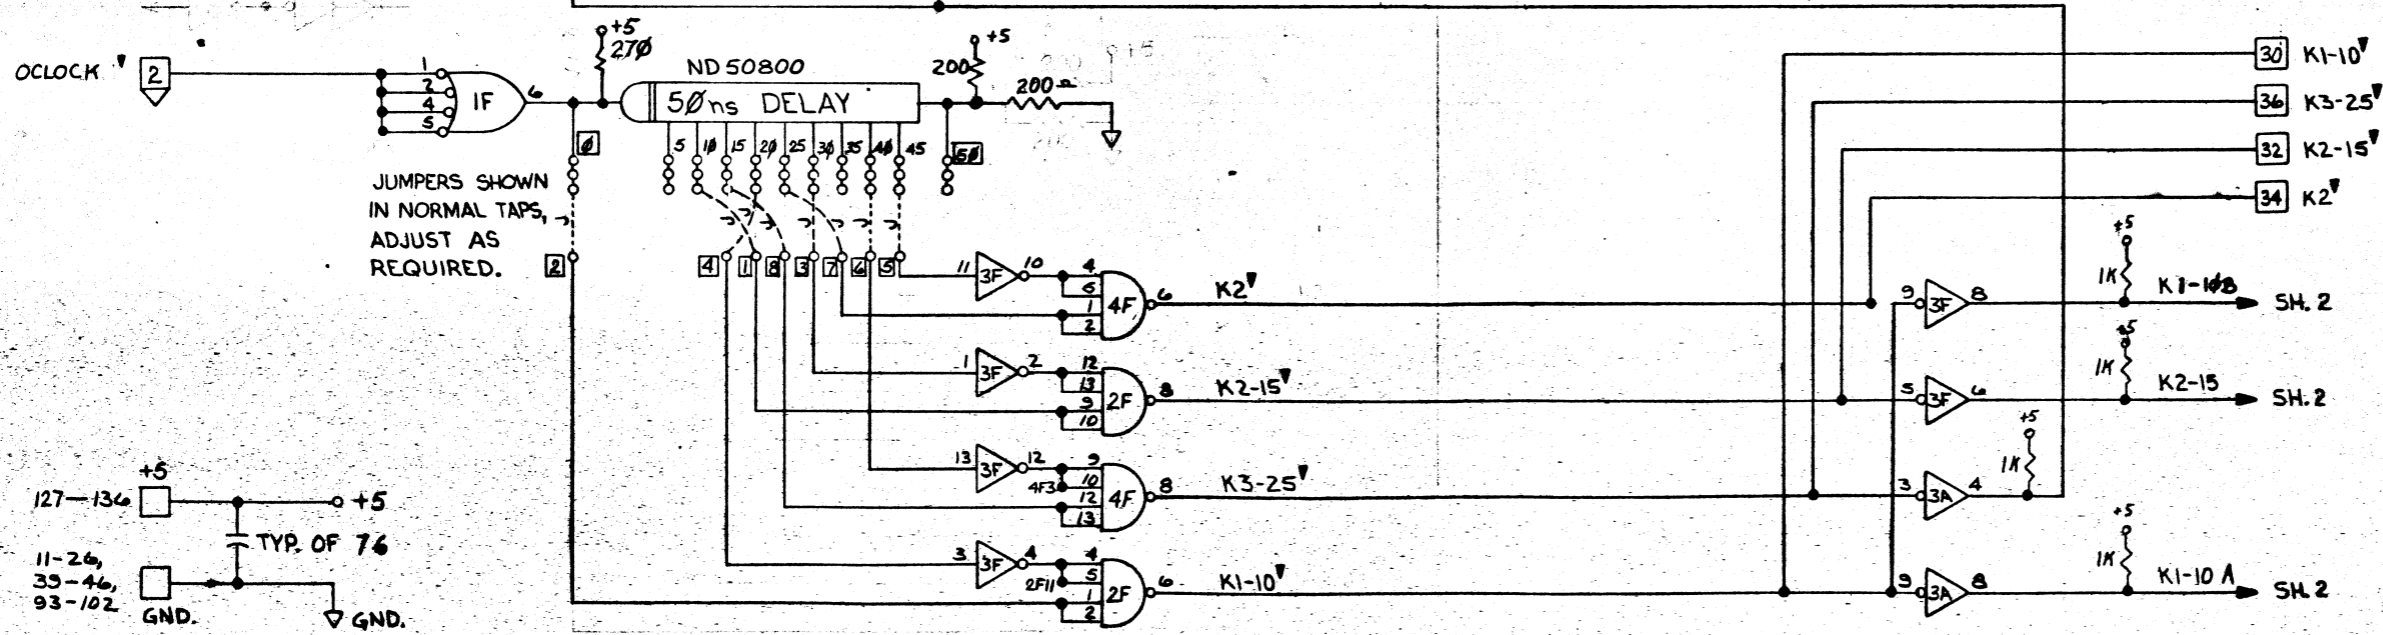 +5
27Ø
ND 50800
+5
200
200Ω
OCLOCK ▼
2
1
2
4
5
1F
6
5Øns DELAY
30
K1-10▼
36
K3-25▼
32
K2-15▼
34
K2▼
Ø
5
1Ø
15
2Ø
25
3Ø
35
4Ø
45
5Ø
JUMPERS SHOWN
IN NORMAL TAPS,
ADJUST AS
REQUIRED.
2
4
1
8
3
7
6
5
11
3F
10
4
5
1
2
4F
6
K2▼
9
3F
8
+5
1K
K1-1ØB
SH. 2
1
3F
2
12
13
9
10
2F
8
K2-15▼
5
3F
6
+5
1K
K2-15
SH. 2
13
3F
12
4F3
9
10
12
13
4F
8
K3-25▼
3
3A
4
+5
1K
3
3F
4
2F11
4
5
1
2
2F
6
K1-10▼
9
3A
8
+5
1K
K1-10 A
SH. 2
+5
127-136
+5
TYP. OF 76
11-26,
39-46,
93-102
GND.
GND.